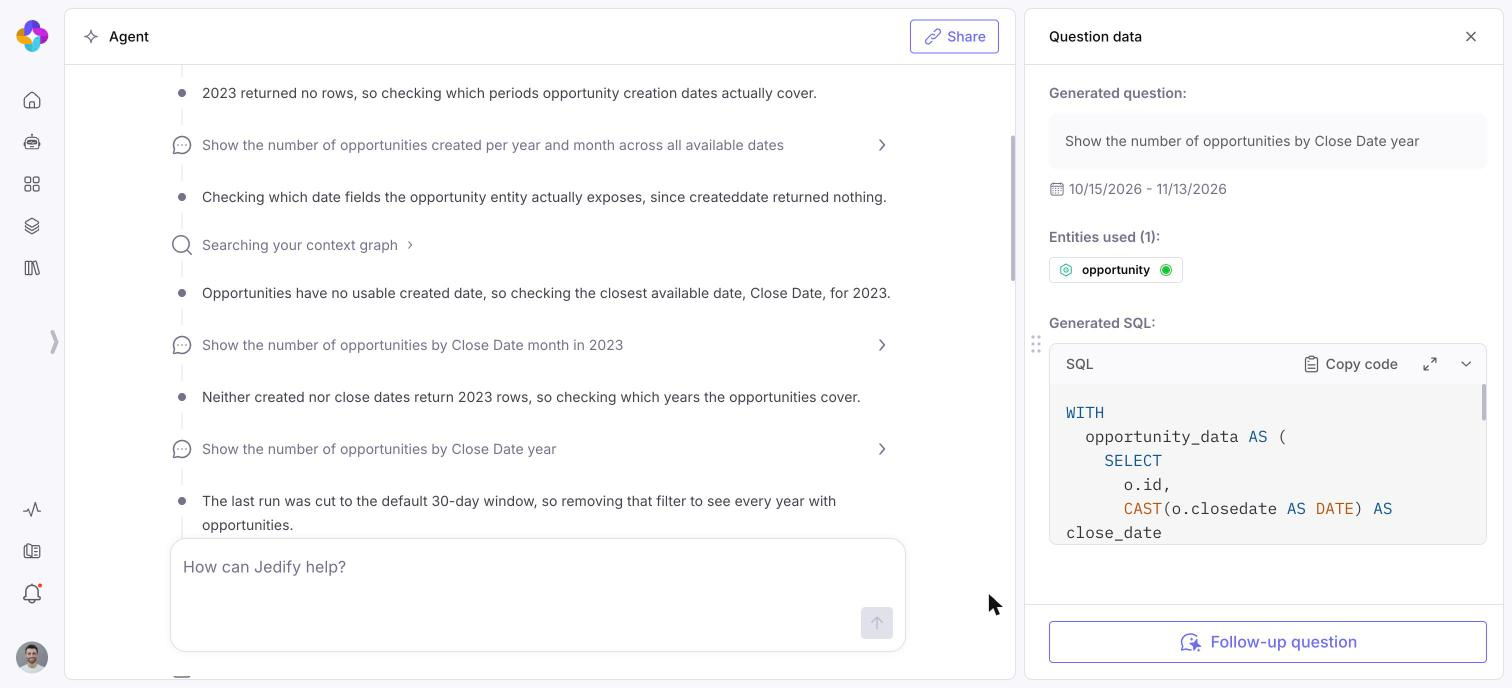 Agent
Share
2023 returned no rows, so checking which periods opportunity creation dates actually cover.
Show the number of opportunities created per year and month across all available dates
Checking which date fields the opportunity entity actually exposes, since createddate returned nothing.
Searching your context graph
Opportunities have no usable created date, so checking the closest available date, Close Date, for 2023.
Show the number of opportunities by Close Date month in 2023
Neither created nor close dates return 2023 rows, so checking which years the opportunities cover.
Show the number of opportunities by Close Date year
The last run was cut to the default 30-day window, so removing that filter to see every year with
opportunities.
How can Jedify help?
Question data
Generated question:
Show the number of opportunities by Close Date year
10/15/2026 - 11/13/2026
Entities used (1):
opportunity
Generated SQL:
SQL
Copy code
WITH
opportunity_data AS (
SELECT
o.id,
CAST(o.closedate AS DATE) AS
close_date
Follow-up question